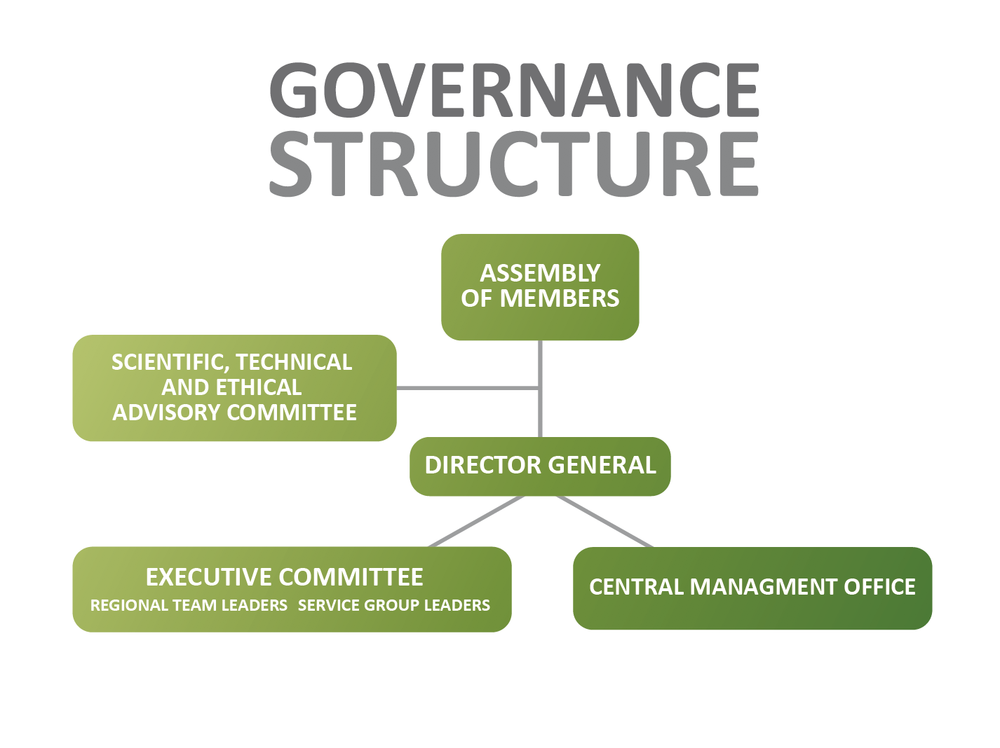 GOVERNANCE
STRUCTURE
ASSEMBLY
OF MEMBERS
SCIENTIFIC, TECHNICAL
AND ETHICAL
ADVISORY COMMITTEE
DIRECTOR GENERAL
EXECUTIVE COMMITTEE
REGIONAL TEAM LEADERS SERVICE GROUP LEADERS
CENTRAL MANAGMENT OFFICE